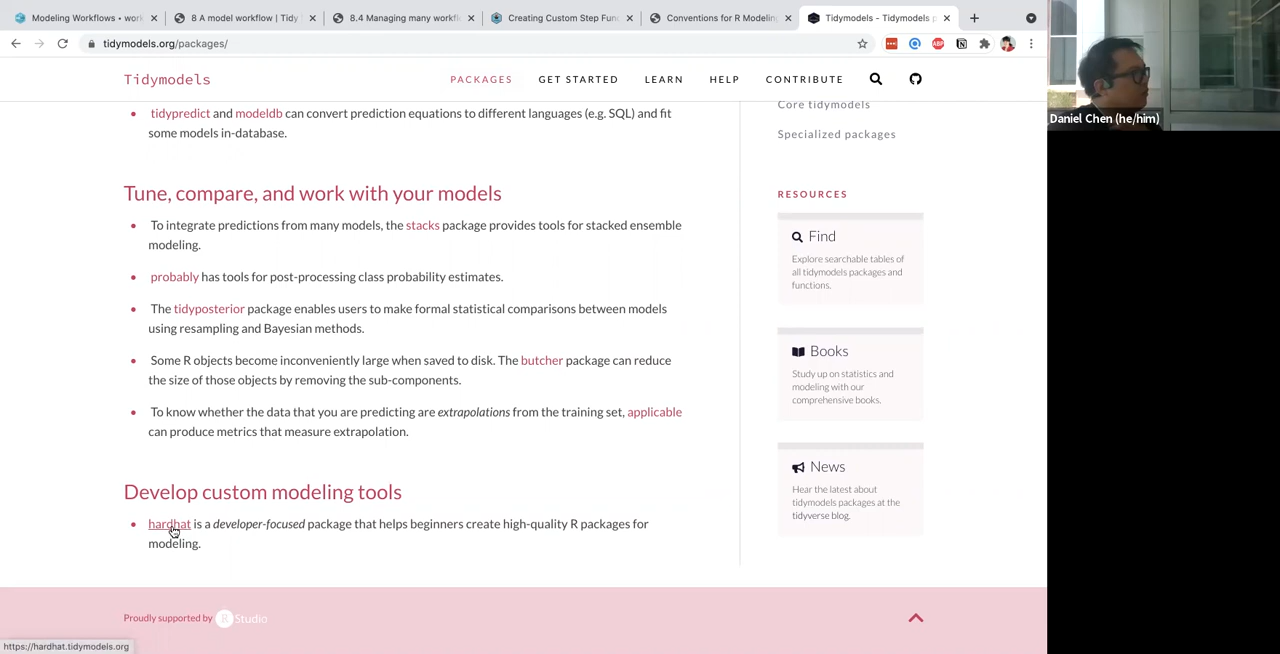 Modeling Workflows • work
8 A model workflow | Tidy
8.4 Managing many workfl
Creating Custom Step Fun
Conventions for R Modelin
Tidymodels - Tidymodels p
tidymodels.org/packages/
Tidymodels
PACKAGES
GET STARTED
LEARN
HELP
CONTRIBUTE
Daniel Chen (he/him)
tidypredict and modeldb can convert prediction equations to different languages (e.g. SQL) and fit
some models in-database.
Tune, compare, and work with your models
To integrate predictions from many models, the stacks package provides tools for stacked ensemble
modeling.
probably has tools for post-processing class probability estimates.
The tidyposterior package enables users to make formal statistical comparisons between models
using resampling and Bayesian methods.
Some R objects become inconveniently large when saved to disk. The butcher package can reduce
the size of those objects by removing the sub-components.
To know whether the data that you are predicting are extrapolations from the training set, applicable
can produce metrics that measure extrapolation.
Develop custom modeling tools
hardhat is a developer-focused package that helps beginners create high-quality R packages for
modeling.
Core tidymodels
Specialized packages
RESOURCES
Find
Explore searchable tables of
all tidymodels packages and
functions.
Books
Study up on statistics and
modeling with our
comprehensive books.
News
Hear the latest about
tidymodels packages at the
tidyverse blog.
Proudly supported by R Studio
https://hardhat.tidymodels.org